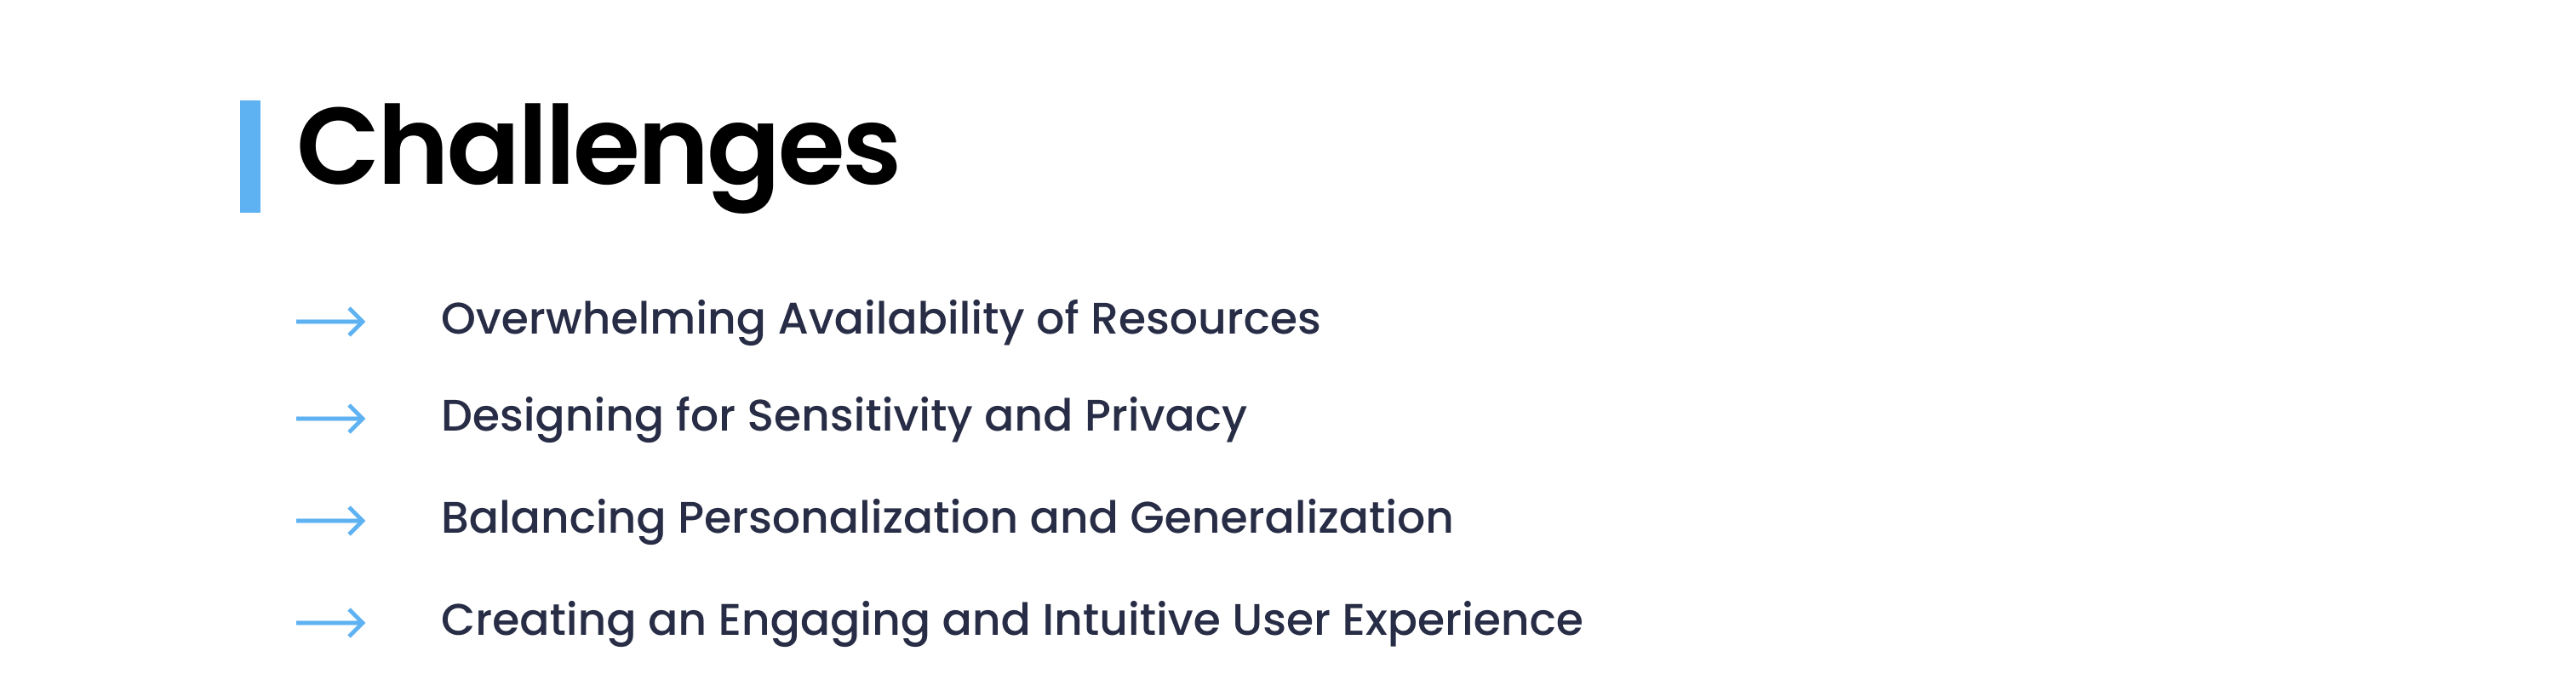 Challenges
Overwhelming Availability of Resources
Designing for Sensitivity and Privacy
Balancing Personalization and Generalization
Creating an Engaging and Intuitive User Experience